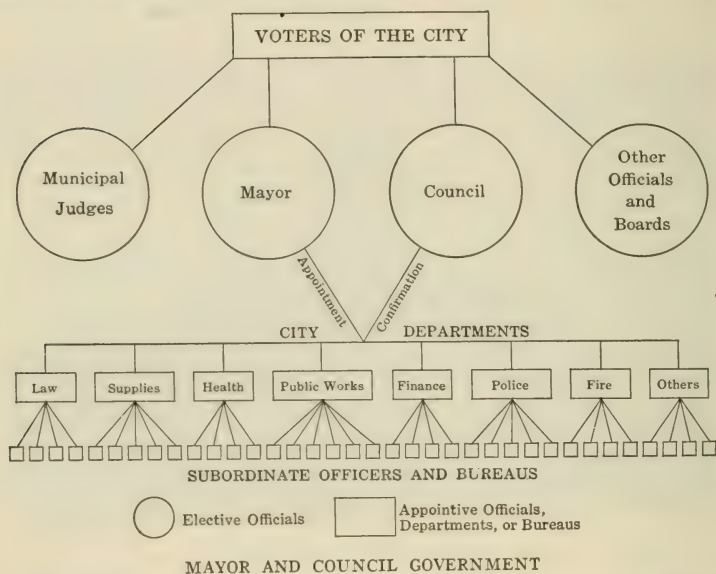 VOTERS OF THE CITY
Municipal
Judges
Mayor
Council
Other
Officials
and
Boards
Appointment
Confirmation
CITY DEPARTMENTS
Law
Supplies
Health
Public Works
Finance
Police
Fire
Others
SUBORDINATE OFFICERS AND BUREAUS
Elective Officials
Appointive Officials,
Departments, or Bureaus
MAYOR AND COUNCIL GOVERNMENT